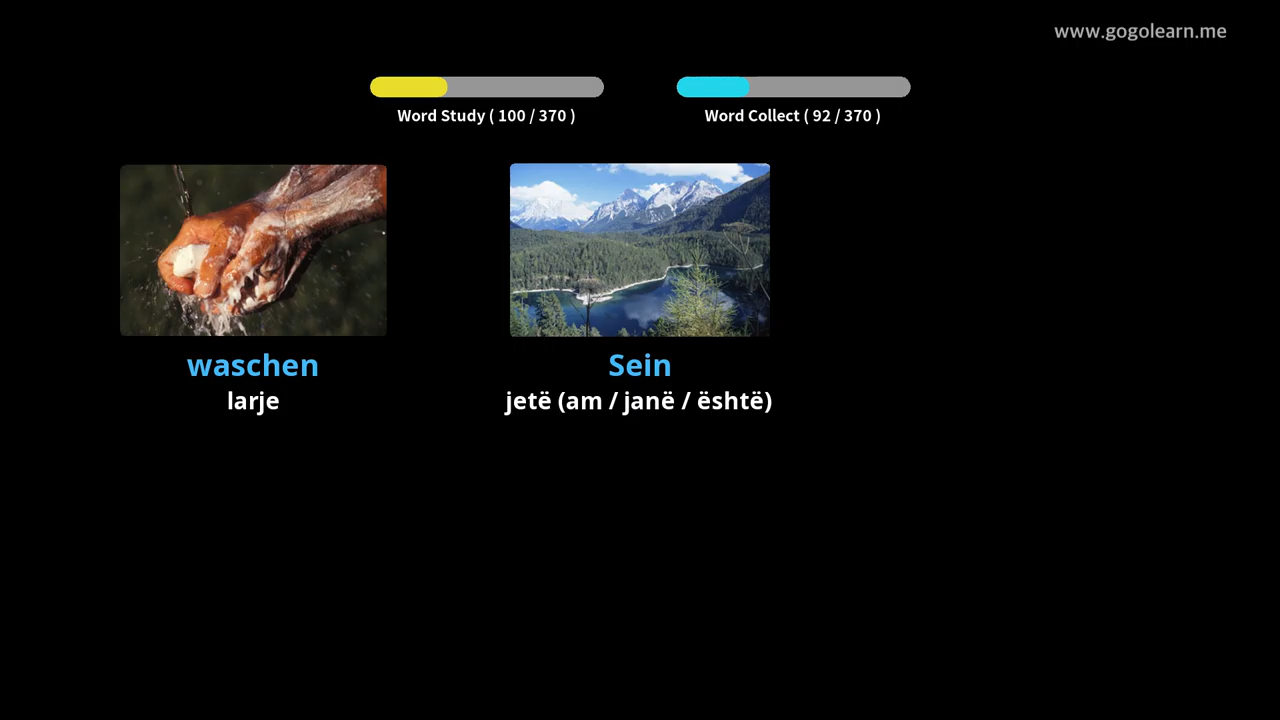 www.gogolearn.me
Word Study ( 100 / 370 )
Word Collect ( 92 / 370 )
waschen
larje
Sein
jetë (am / janë / është)